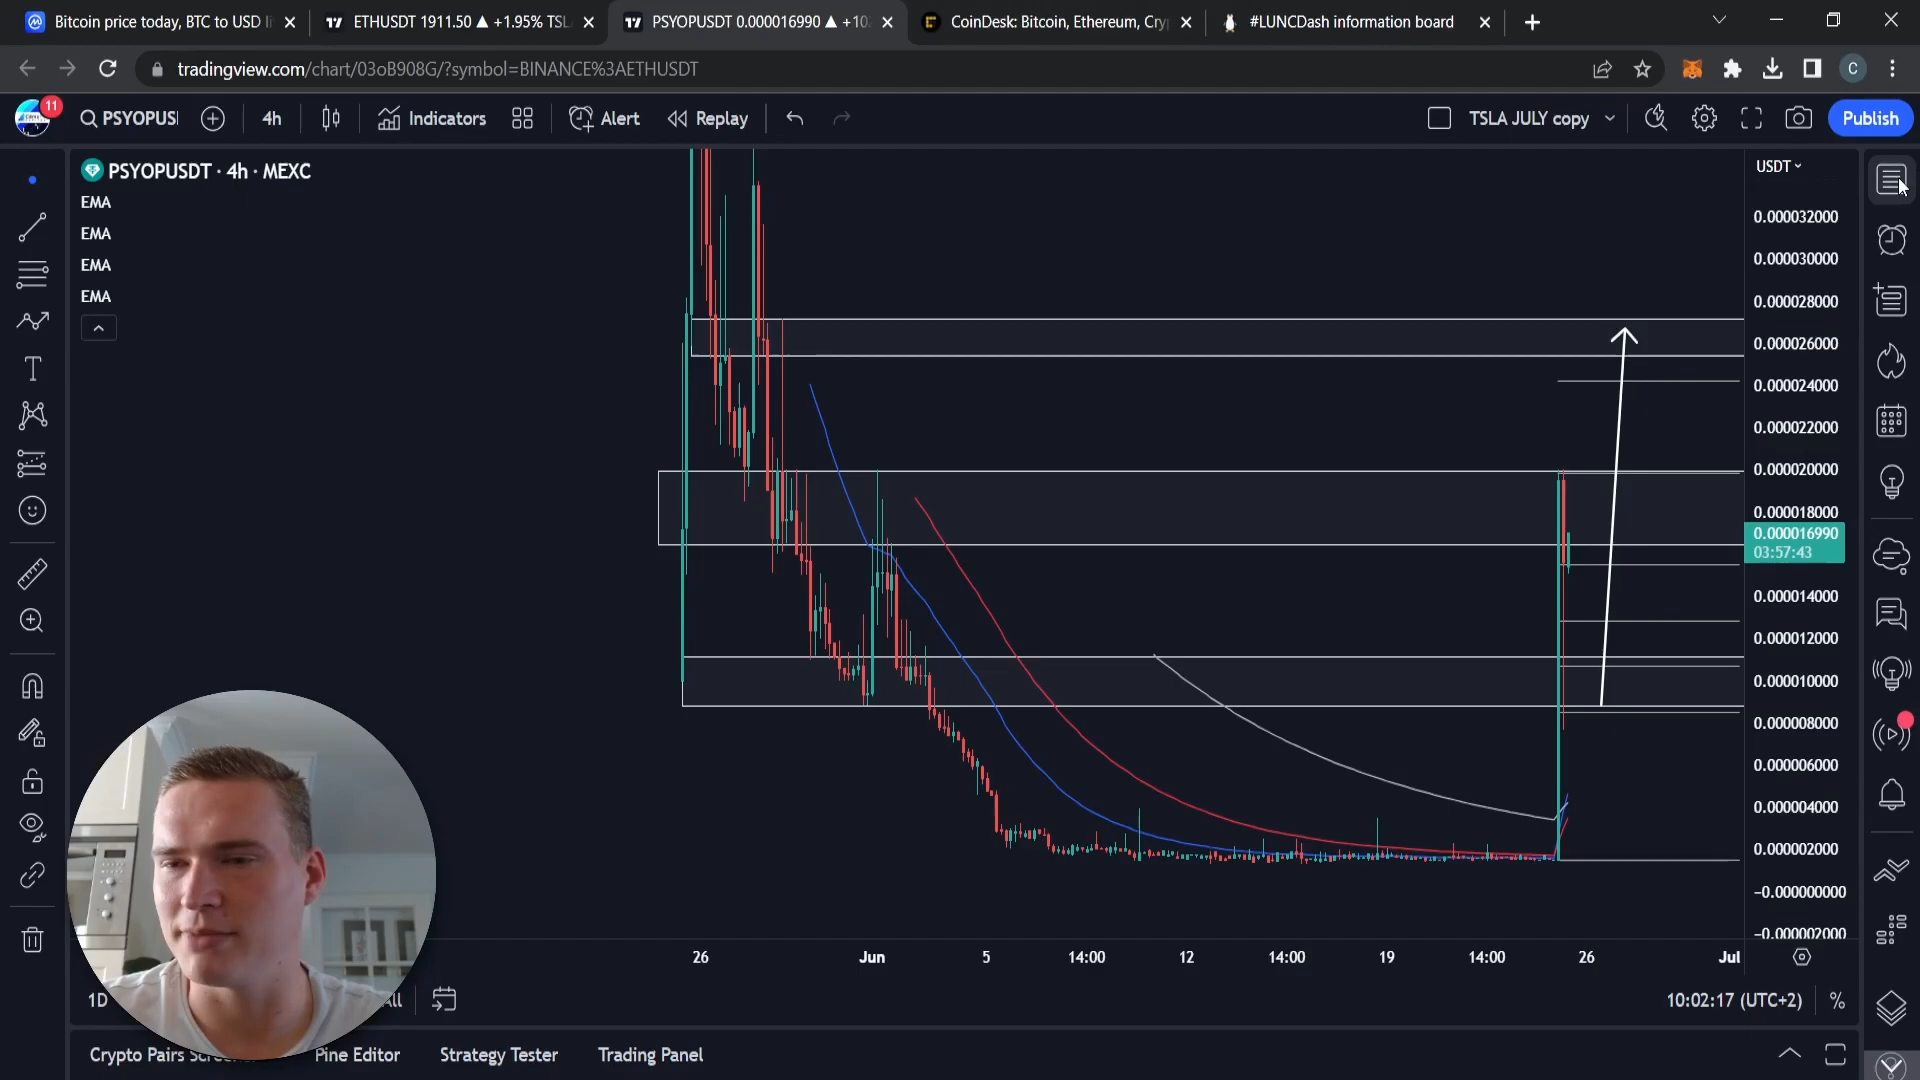 Bitcoin price today, BTC to USD li
ETHUSDT 1911.50 ▲ +1.95% TSL
PSYOPUSDT 0.000016990 ▲ +10
CoinDesk: Bitcoin, Ethereum, Cry
#LUNCDash information board
tradingview.com/chart/03oB908G/?symbol=BINANCE%3AETHUSDT
C
11
PSYOPUS
4h
Indicators
Alert
Replay
TSLA JULY copy
Publish
PSYOPUSDT · 4h · MEXC
USDT
EMA
EMA
EMA
EMA
0.000032000
0.000030000
0.000028000
0.000026000
0.000024000
0.000022000
0.000020000
0.000018000
0.000016990
03:57:43
0.000014000
0.000012000
0.000010000
0.000008000
0.000006000
0.000004000
0.000002000
−0.000000000
−0.000002000
26
Jun
5
14:00
12
14:00
19
14:00
26
Jul
1D
All
10:02:17 (UTC+2)
%
Crypto Pairs
Pine Editor
Strategy Tester
Trading Panel